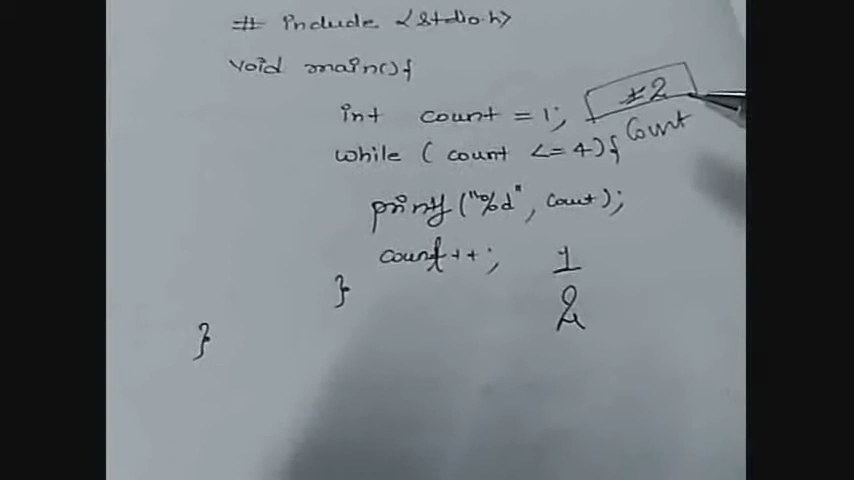 # include <stdio.h>
void main(){
int count = 1;
2
count
while ( count <= 4){
printf ("%d", count);
count++;
1
}
2
}